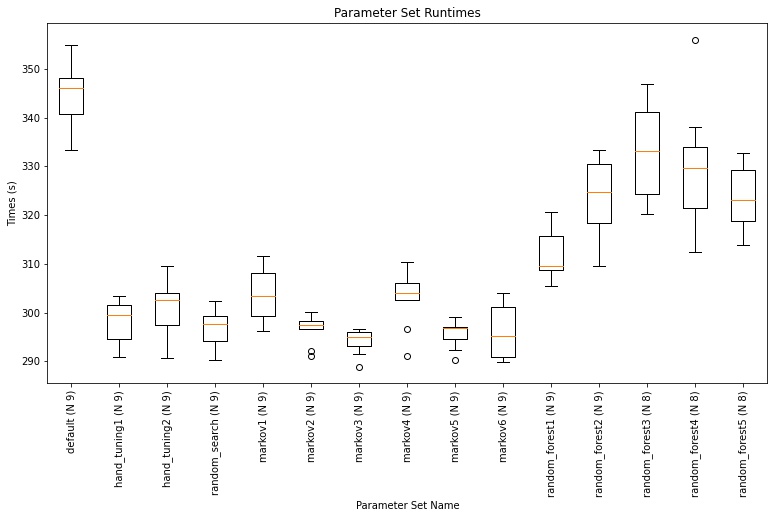 Parameter Set Runtimes
Times (s)
350
340
330
320
310
300
290
default (N 9)
hand_tuning1 (N 9)
hand_tuning2 (N 9)
random_search (N 9)
markov1 (N 9)
markov2 (N 9)
markov3 (N 9)
markov4 (N 9)
markov5 (N 9)
markov6 (N 9)
random_forest1 (N 9)
random_forest2 (N 9)
random_forest3 (N 8)
random_forest4 (N 8)
random_forest5 (N 8)
Parameter Set Name